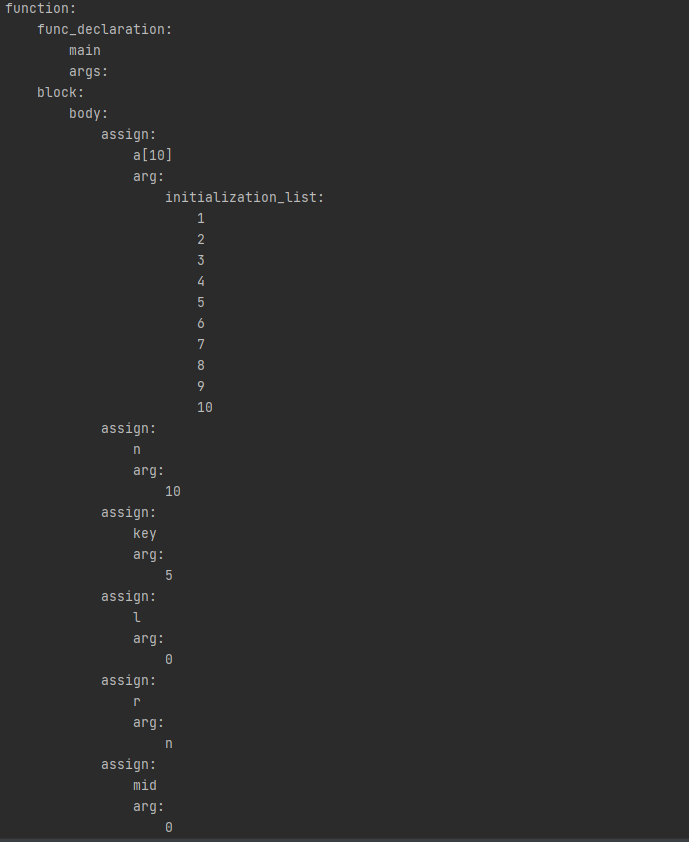 function:
    func_declaration:
        main
        args:
    block:
        body:
            assign:
                a[10]
                arg:
                    initialization_list:
                        1
                        2
                        3
                        4
                        5
                        6
                        7
                        8
                        9
                        10
            assign:
                n
                arg:
                    10
            assign:
                key
                arg:
                    5
            assign:
                l
                arg:
                    0
            assign:
                r
                arg:
                    n
            assign:
                mid
                arg:
                    0